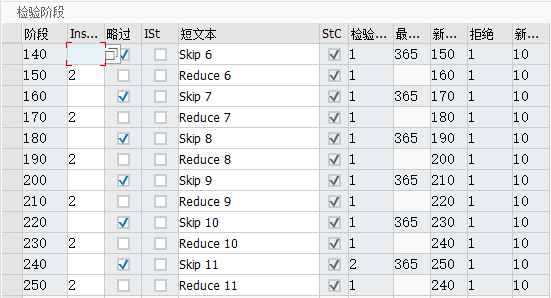 检验阶段
阶段 Ins... 略过 ISt 短文本 StC 检验... 最... 新... 拒绝 新...
140 Skip 6 1 365 150 1 10
150 2 Reduce 6 1 160 1 10
160 Skip 7 1 365 170 1 10
170 2 Reduce 7 1 180 1 10
180 Skip 8 1 365 190 1 10
190 2 Reduce 8 1 200 1 10
200 Skip 9 1 365 210 1 10
210 2 Reduce 9 1 220 1 10
220 Skip 10 1 365 230 1 10
230 2 Reduce 10 1 240 1 10
240 Skip 11 2 365 250 1 10
250 2 Reduce 11 1 240 1 10